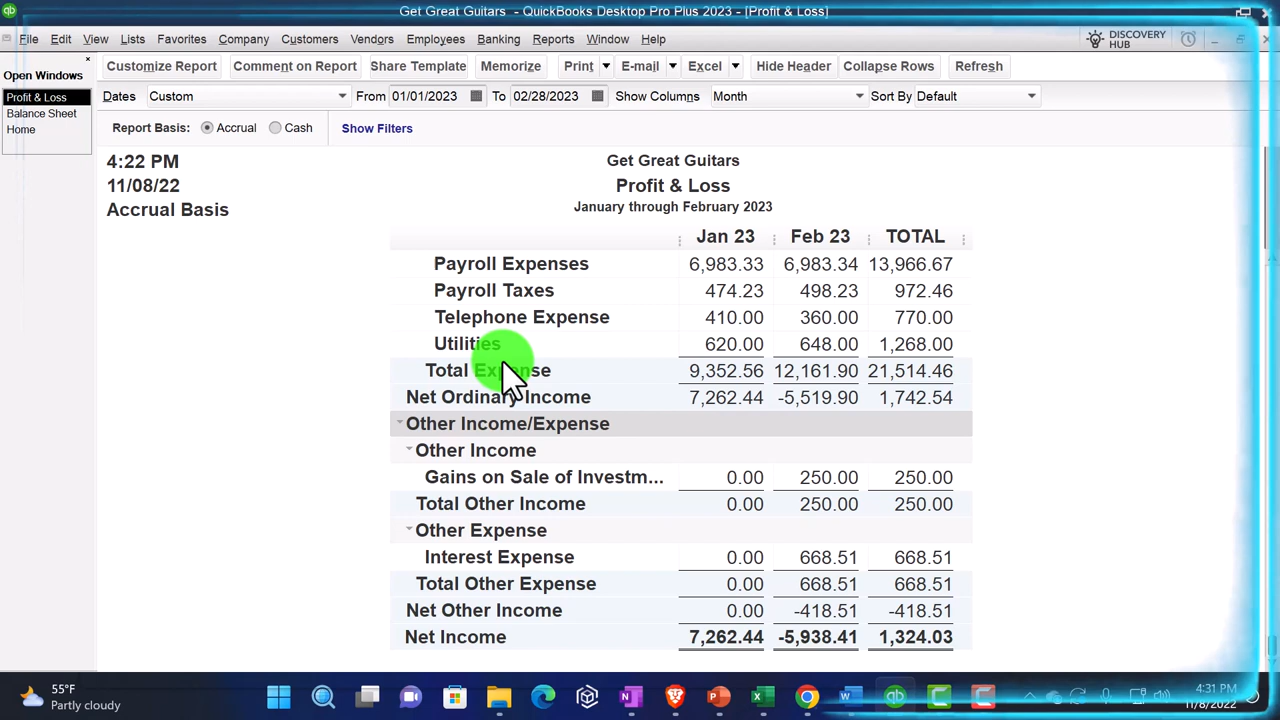 Get Great Guitars - QuickBooks Desktop Pro Plus 2023 - [Profit & Loss]
File Edit View Lists Favorites Company Customers Vendors Employees Banking Reports Window Help
DISCOVERY HUB
Open Windows
Profit & Loss
Balance Sheet
Home
Customize Report Comment on Report Share Template Memorize Print E-mail Excel Hide Header Collapse Rows Refresh
Dates Custom From 01/01/2023 To 02/28/2023 Show Columns Month Sort By Default
Report Basis: Accrual Cash Show Filters
4:22 PM
11/08/22
Accrual Basis
Get Great Guitars
Profit & Loss
January through February 2023
Jan 23 Feb 23 TOTAL
Payroll Expenses 6,983.33 6,983.34 13,966.67
Payroll Taxes 474.23 498.23 972.46
Telephone Expense 410.00 360.00 770.00
Utilities 620.00 648.00 1,268.00
Total Expense 9,352.56 12,161.90 21,514.46
Net Ordinary Income 7,262.44 -5,519.90 1,742.54
Other Income/Expense
Other Income
Gains on Sale of Investm... 0.00 250.00 250.00
Total Other Income 0.00 250.00 250.00
Other Expense
Interest Expense 0.00 668.51 668.51
Total Other Expense 0.00 668.51 668.51
Net Other Income 0.00 -418.51 -418.51
Net Income 7,262.44 -5,938.41 1,324.03
55°F
Partly cloudy
4:31 PM
11/8/2022